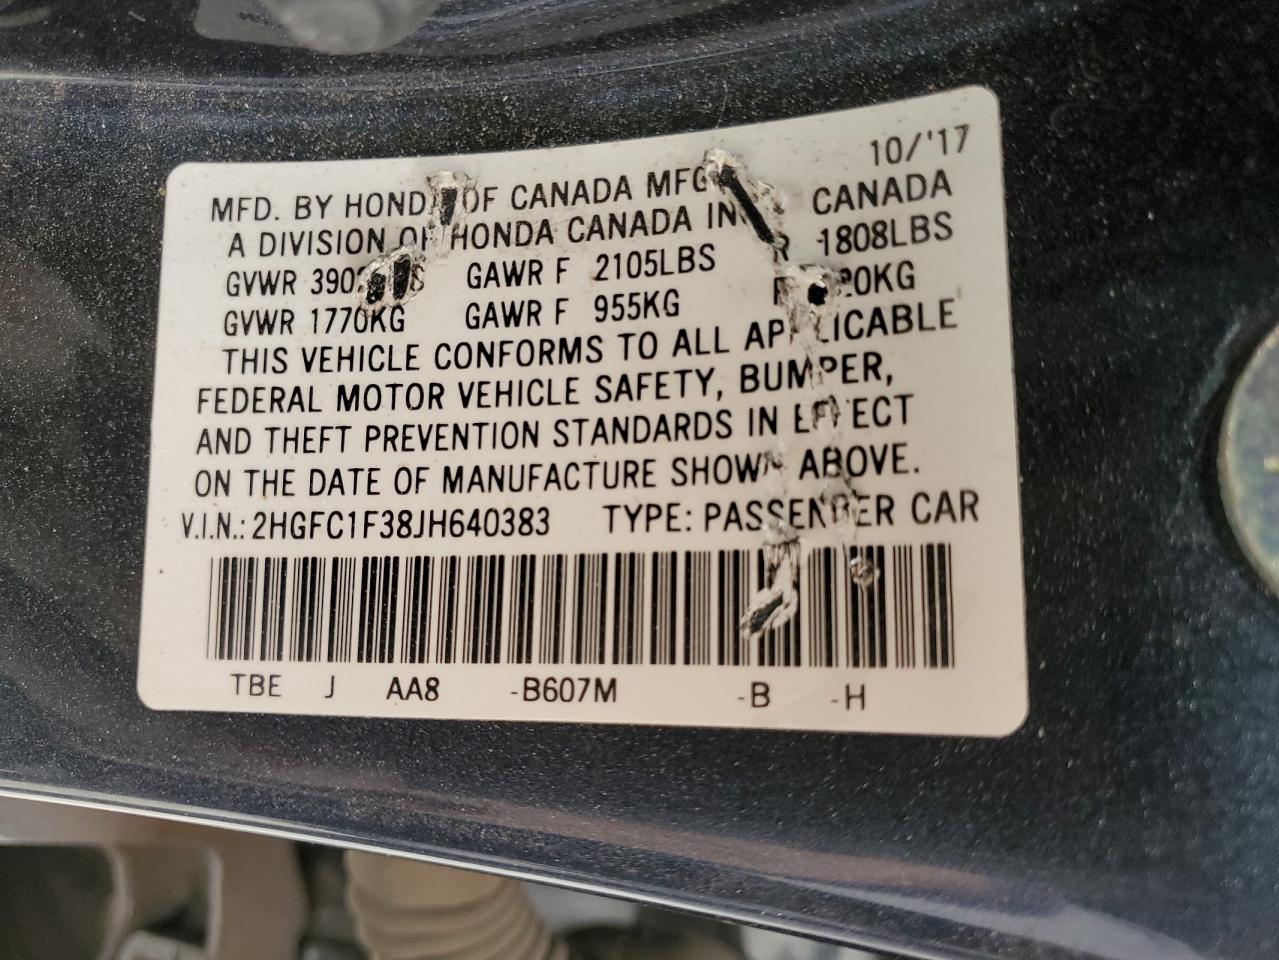 10/'17
MFD. BY OF CANADA MFG CANADA
A DIVISION OF HONDA CANADA IN
GVWR GAWR F 2105LBS R 1808LBS
GVWR 1770KG GAWR F 955KG
THIS VEHICLE CONFORMS TO ALL APPLICABLE
FEDERAL MOTOR VEHICLE SAFETY, BUMPER,
AND THEFT PREVENTION STANDARDS IN EFFECT
ON THE DATE OF MANUFACTURE SHOWN ABOVE.
V.I.N.: 2HGFC1F38JH640383 TYPE: PASSENGER CAR
TBE J AA8 -B607M -B -H